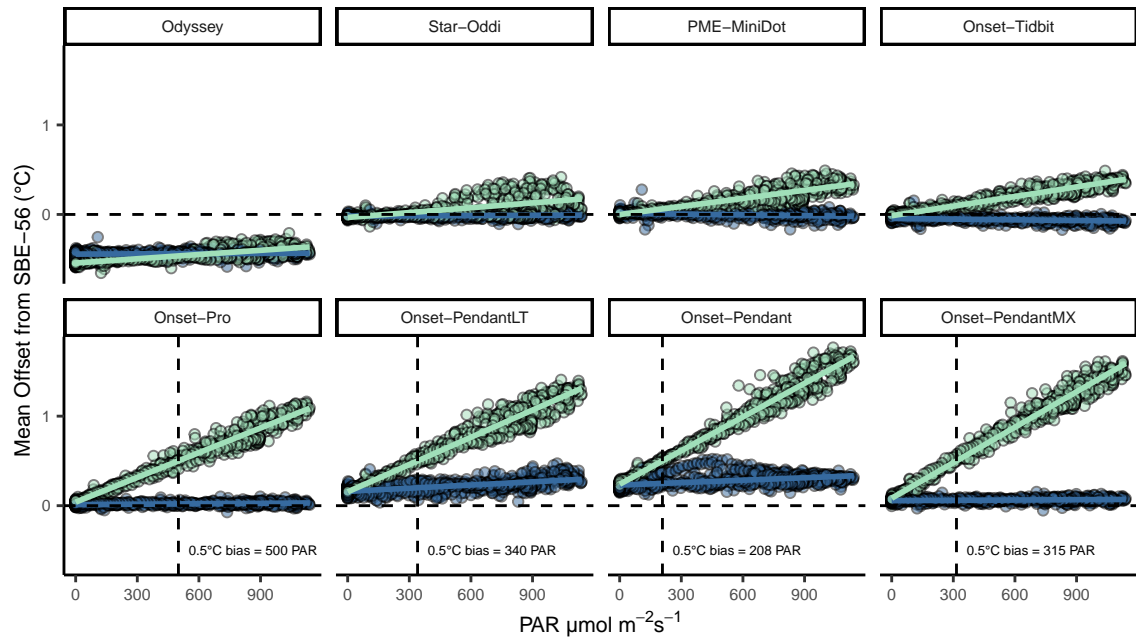 Odyssey
Star−Oddi
PME−MiniDot
Onset−Tidbit
1
0
Onset−Pro
Onset−PendantLT
Onset−Pendant
Onset−PendantMX
1
0
0.5°C bias = 500 PAR
0.5°C bias = 340 PAR
0.5°C bias = 208 PAR
0.5°C bias = 315 PAR
0 300 600 900
0 300 600 900
0 300 600 900
0 300 600 900
PAR µmol m⁻²s⁻¹
Mean Offset from SBE−56 (°C)